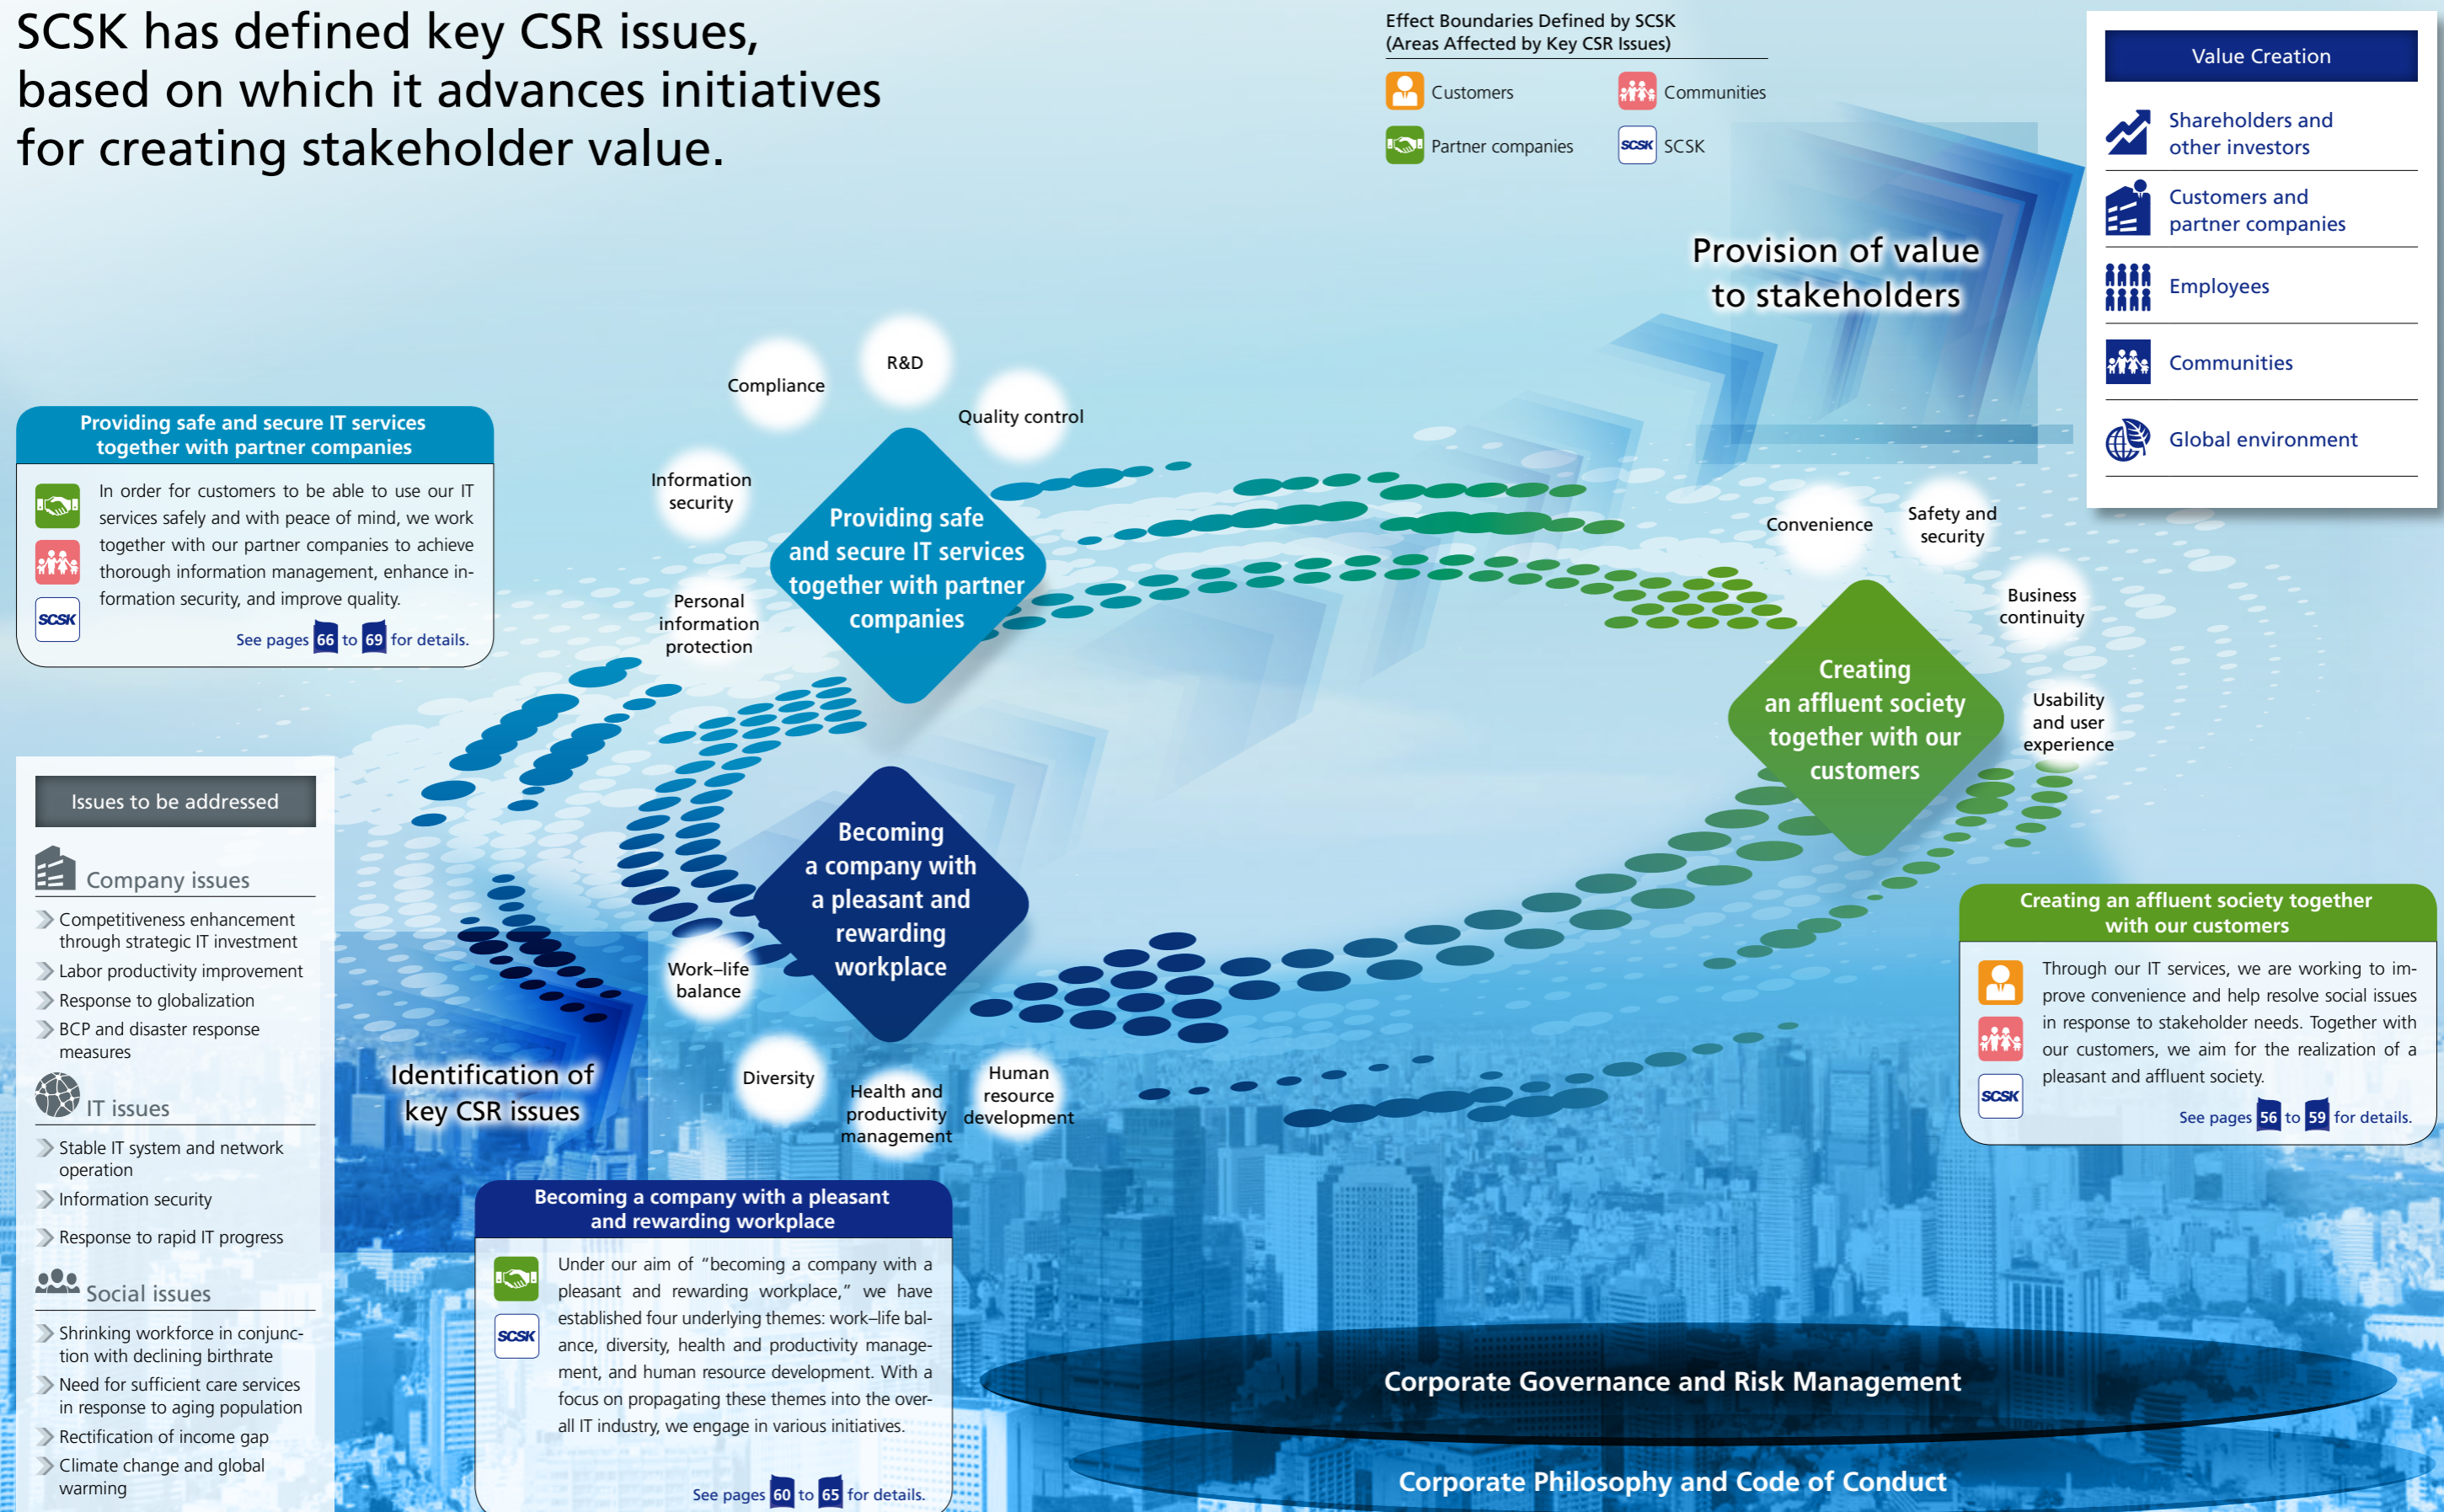 SCSK has defined key CSR issues,
based on which it advances initiatives
for creating stakeholder value.
Effect Boundaries Defined by SCSK
(Areas Affected by Key CSR Issues)
Customers
Communities
Partner companies
SCSK SCSK
Value Creation
Shareholders and
other investors
Customers and
partner companies
Employees
Communities
Global environment
Provision of value
to stakeholders
Compliance
R&D
Quality control
Information
security
Personal
information
protection
Providing safe
and secure IT services
together with partner
companies
Providing safe and secure IT services
together with partner companies
In order for customers to be able to use our IT
services safely and with peace of mind, we work
together with our partner companies to achieve
thorough information management, enhance in-
formation security, and improve quality.
SCSK
See pages 66 to 69 for details.
Convenience
Safety and
security
Business
continuity
Usability
and user
experience
Creating
an affluent society
together with our
customers
Issues to be addressed
Company issues
Competitiveness enhancement
through strategic IT investment
Labor productivity improvement
Response to globalization
BCP and disaster response
measures
IT issues
Stable IT system and network
operation
Information security
Response to rapid IT progress
Social issues
Shrinking workforce in conjunc-
tion with declining birthrate
Need for sufficient care services
in response to aging population
Rectification of income gap
Climate change and global
warming
Becoming
a company with
a pleasant and
rewarding
workplace
Work–life
balance
Diversity
Health and
productivity
management
Human
resource
development
Identification of
key CSR issues
Creating an affluent society together
with our customers
Through our IT services, we are working to im-
prove convenience and help resolve social issues
in response to stakeholder needs. Together with
our customers, we aim for the realization of a
pleasant and affluent society.
SCSK
See pages 56 to 59 for details.
Becoming a company with a pleasant
and rewarding workplace
Under our aim of “becoming a company with a
pleasant and rewarding workplace,” we have
established four underlying themes: work–life bal-
ance, diversity, health and productivity manage-
ment, and human resource development. With a
focus on propagating these themes into the over-
all IT industry, we engage in various initiatives.
SCSK
See pages 60 to 65 for details.
Corporate Governance and Risk Management
Corporate Philosophy and Code of Conduct